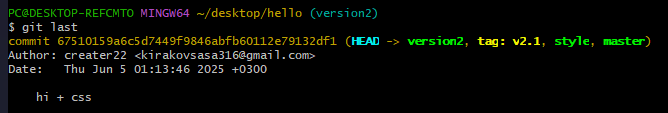 PC@DESKTOP-REFCMTO MINGW64 ~/desktop/hello (version2)
$ git last
commit 67510159a6c5d7449f9846abfb60112e79132df1 (HEAD -> version2, tag: v2.1, style, master)
Author: creater22 <kirakovsasa316@gmail.com>
Date:   Thu Jun 5 01:13:46 2025 +0300
    hi + css